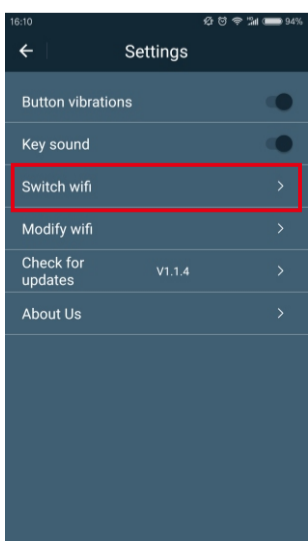 16:10 94%
Settings
Button vibrations
Key sound
Switch wifi
Modify wifi
Check for
updates V1.1.4
About Us